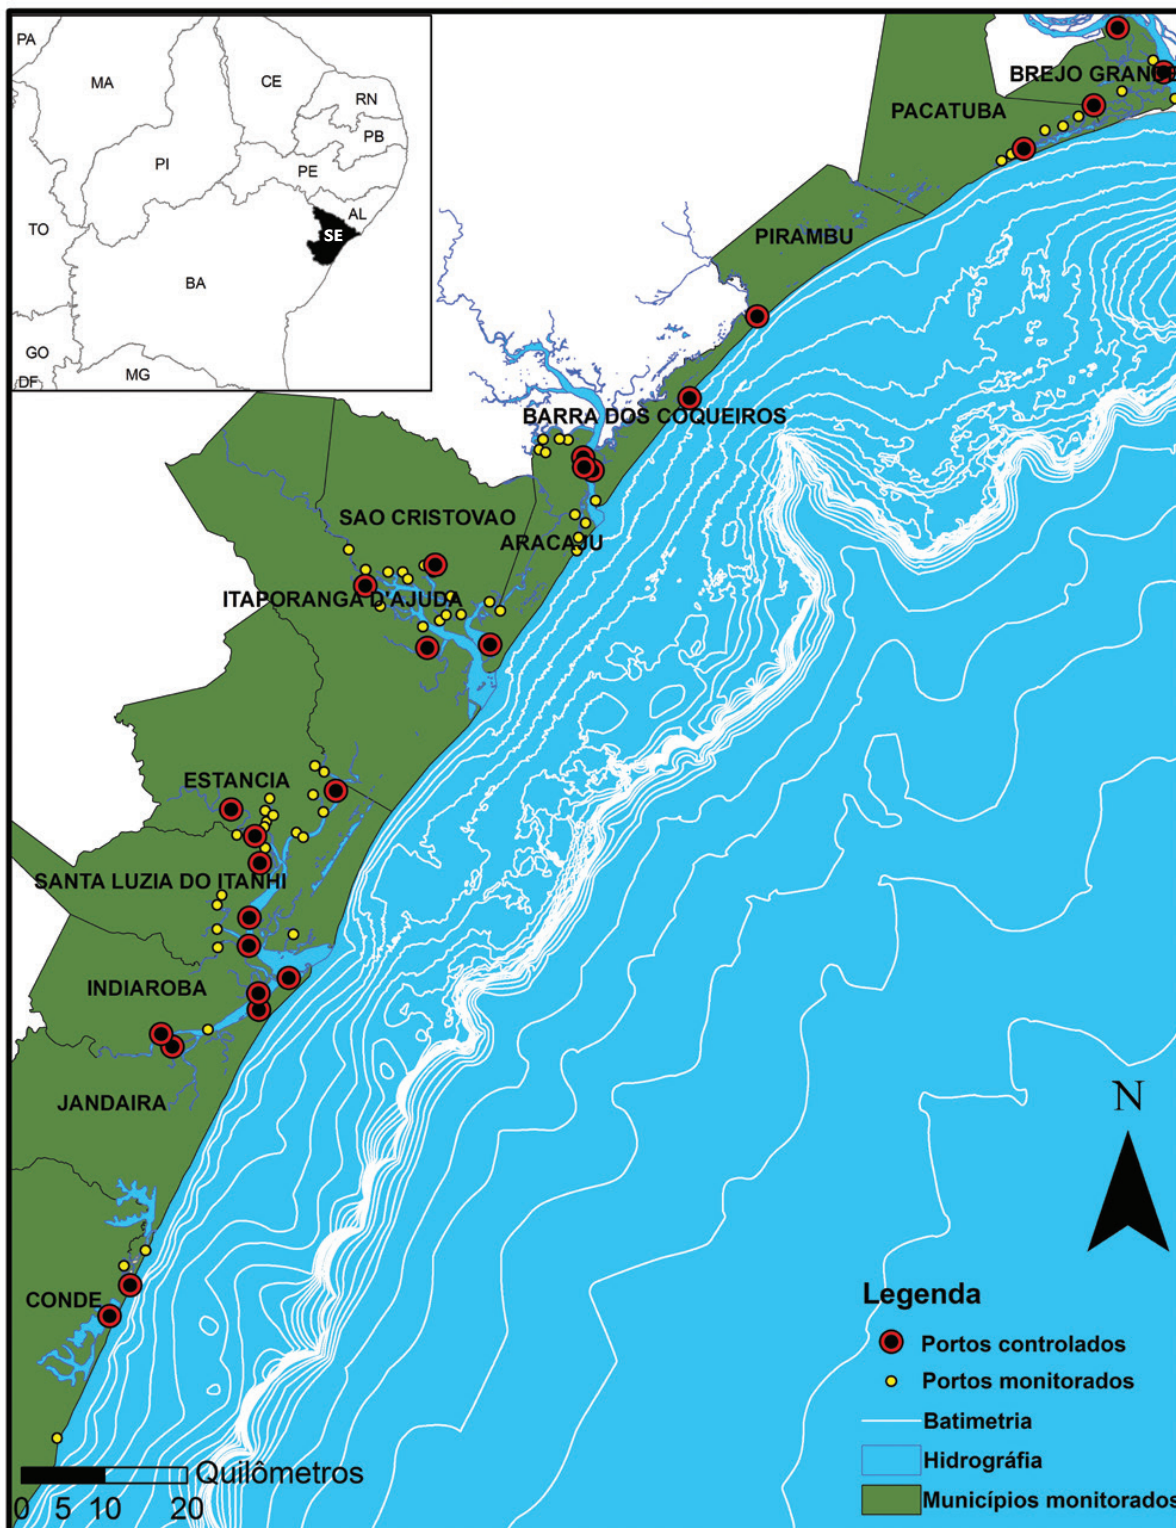 PA
MA
CE
RN
PB
PI
PE
AL
TO
SE
BA
GO
DF
MG
BREJO GRANDE
PACATUBA
PIRAMBU
BARRA DOS COQUEIROS
SAO CRISTOVAO
ARACAJU
ITAPORANGA D'AJUDA
ESTANCIA
SANTA LUZIA DO ITANHI
INDIAROBA
JANDAIRA
CONDE
N
Legenda
Portos controlados
Portos monitorados
Batimetria
Hidrográfia
Municípios monitorados
Quilômetros
0 5 10 20